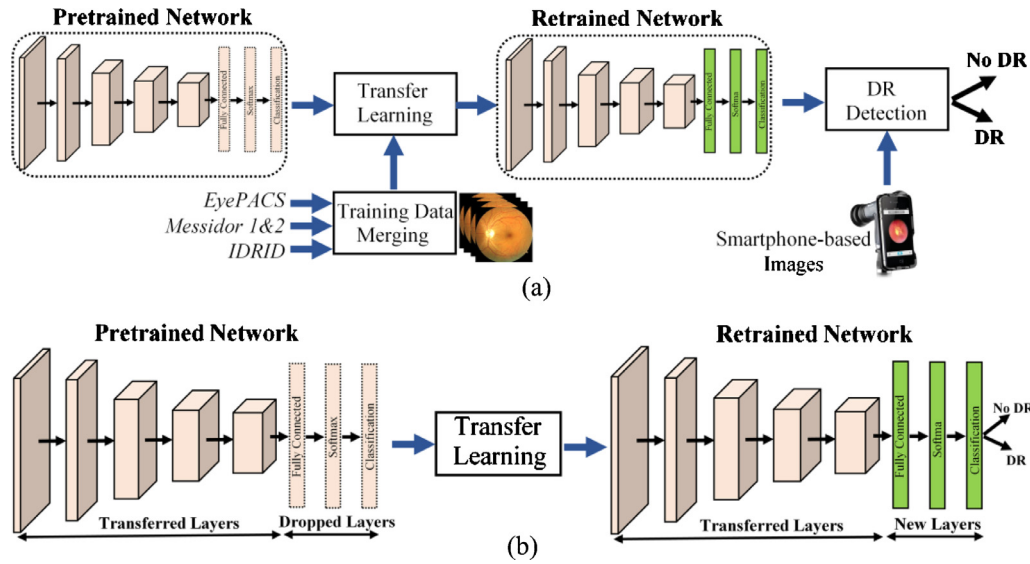 Pretrained Network
Retrained Network
Fully Connected
Softmax
Classification
Transfer
Learning
Fully Connected
Softma
Classification
DR
Detection
No DR
DR
EyePACS
Messidor 1&2
IDRID
Training Data
Merging
Smartphone-based
Images
(a)
Pretrained Network
Retrained Network
Fully Connected
Softmax
Classification
Transfer
Learning
Fully Connected
Softma
Classification
No DR
DR
Transferred Layers
Dropped Layers
Transferred Layers
New Layers
(b)